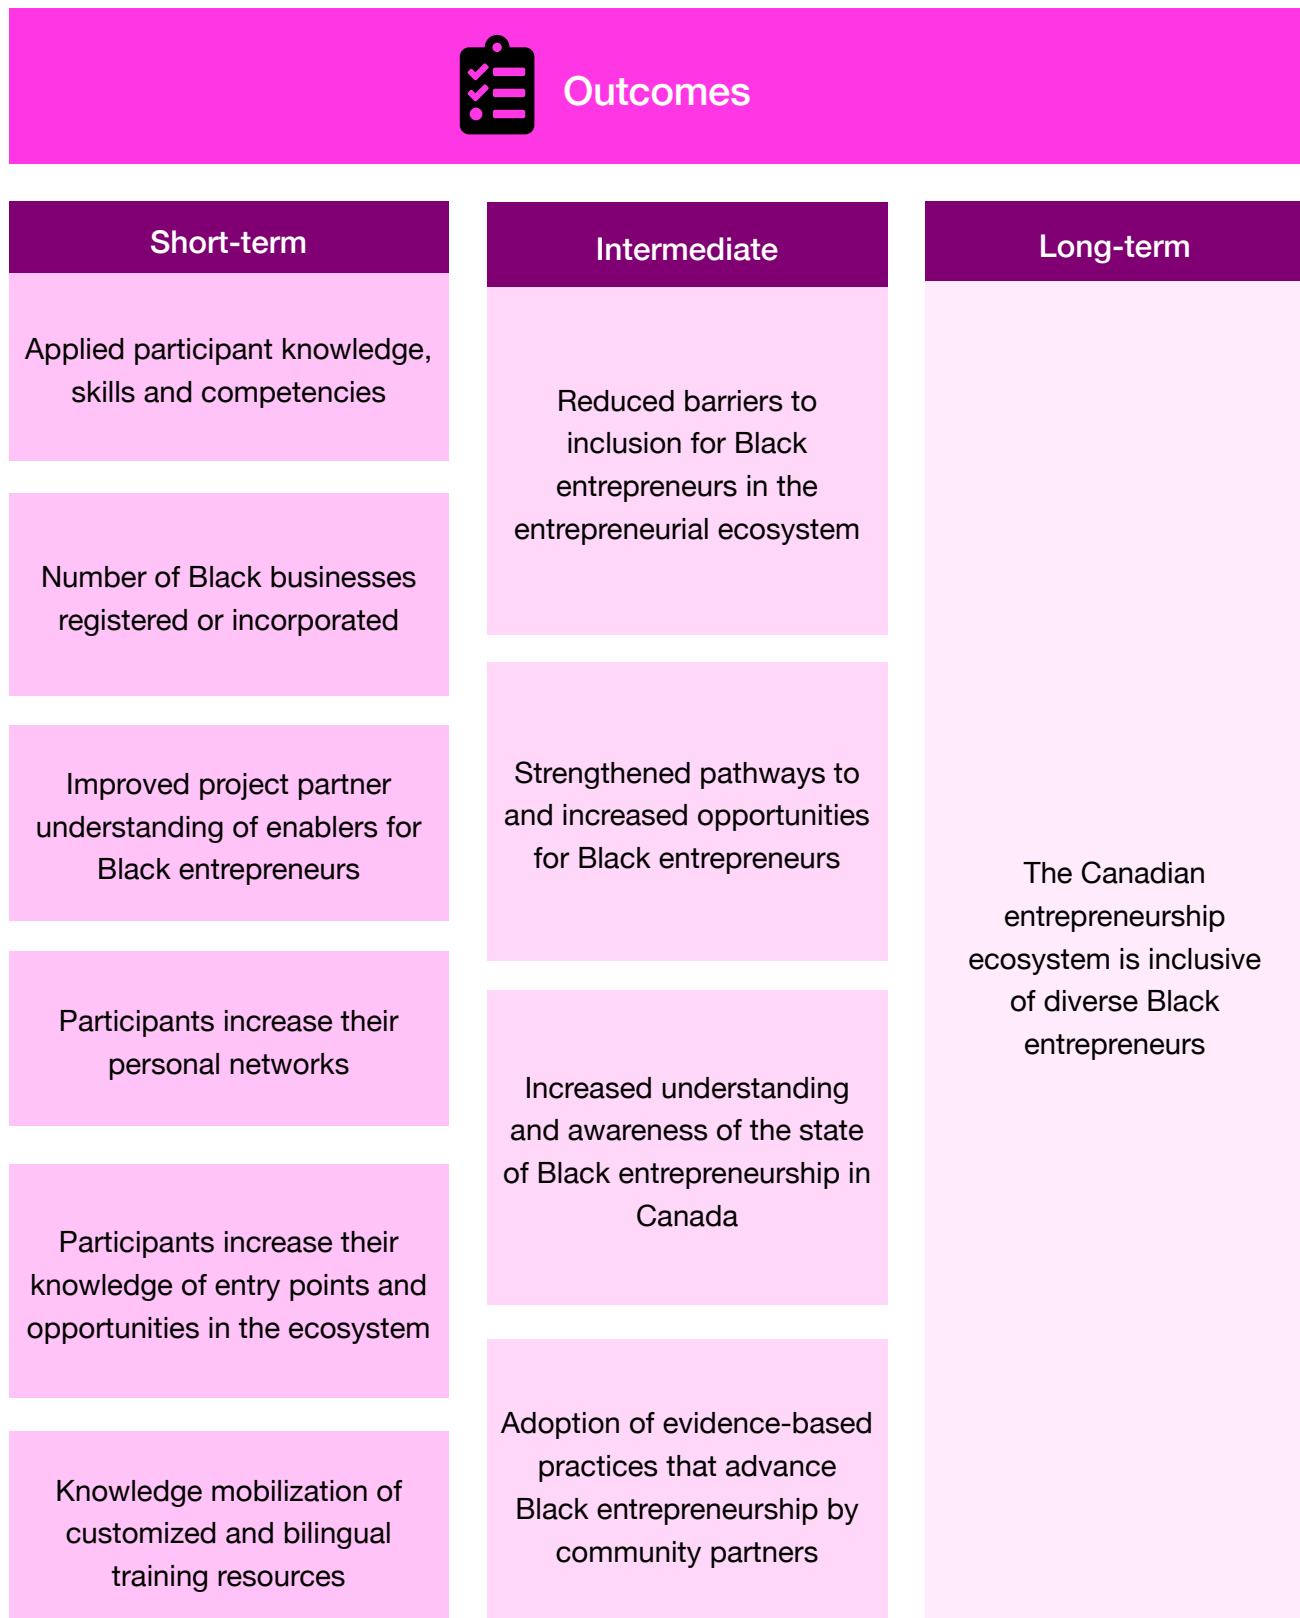 Outcomes
Short-term
Applied participant knowledge,
skills and competencies
Number of Black businesses
registered or incorporated
Improved project partner
understanding of enablers for
Black entrepreneurs
Participants increase their
personal networks
Participants increase their
knowledge of entry points and
opportunities in the ecosystem
Knowledge mobilization of
customized and bilingual
training resources
Intermediate
Reduced barriers to
inclusion for Black
entrepreneurs in the
entrepreneurial ecosystem
Strengthened pathways to
and increased opportunities
for Black entrepreneurs
Increased understanding
and awareness of the state
of Black entrepreneurship in
Canada
Adoption of evidence-based
practices that advance
Black entrepreneurship by
community partners
Long-term
The Canadian
entrepreneurship
ecosystem is inclusive
of diverse Black
entrepreneurs